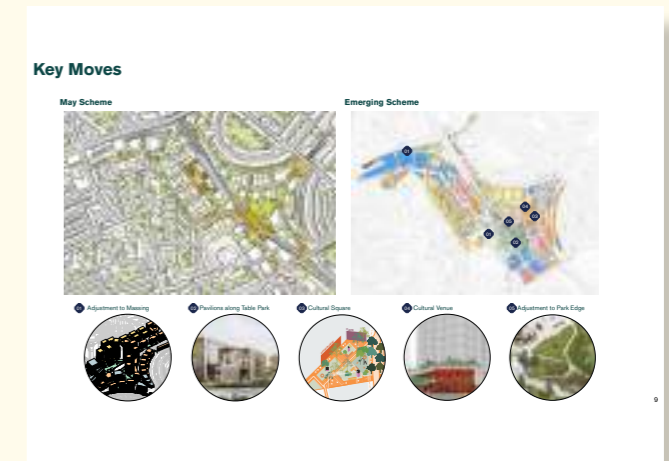 Key Moves
May Scheme
Emerging Scheme
01
04
03
05
01
02
01 Adjustment to Massing
02 Pavilions along Table Park
03 Cultural Square
04 Cultural Venue
05 Adjustment to Park Edge
9